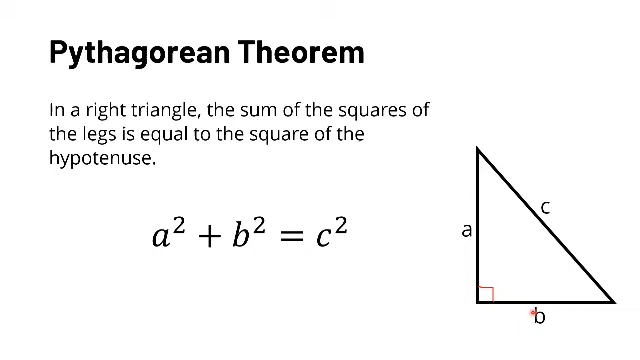 Pythagorean Theorem
In a right triangle, the sum of the squares of
the legs is equal to the square of the
hypotenuse.
a² + b² = c²
c
a
b